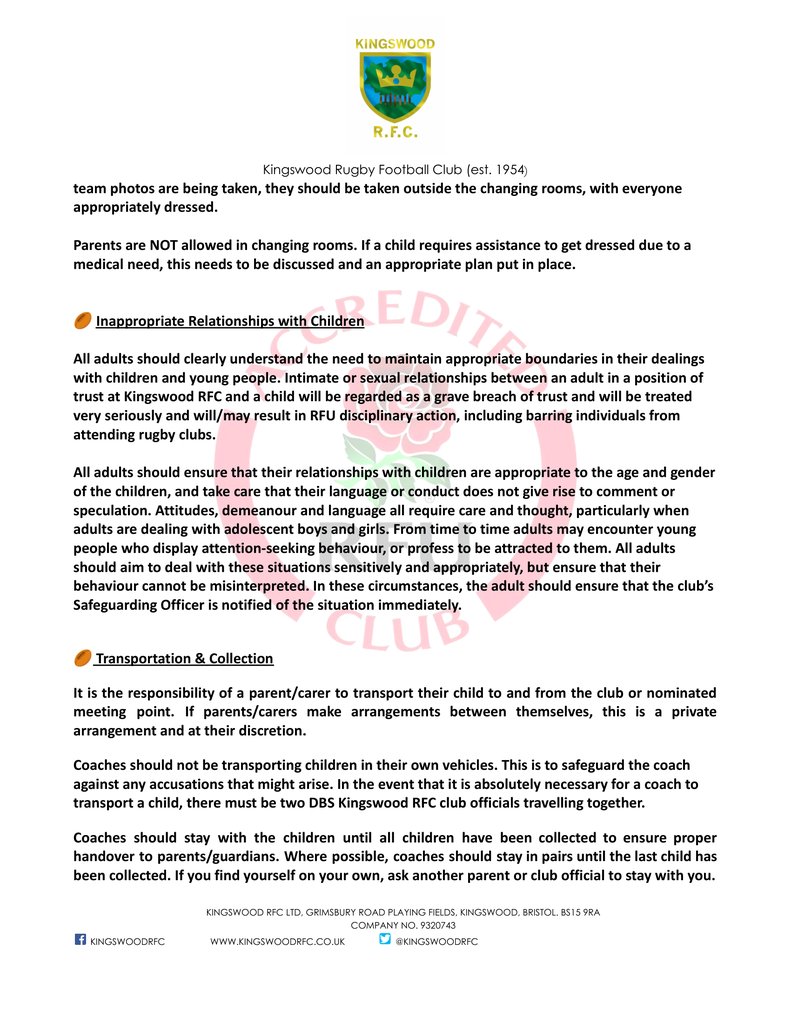 KINGSWOOD
R.F.C.
Kingswood Rugby Football Club (est. 1954)
team photos are being taken, they should be taken outside the changing rooms, with everyone
appropriately dressed.
Parents are NOT allowed in changing rooms. If a child requires assistance to get dressed due to a
medical need, this needs to be discussed and an appropriate plan put in place.
Inappropriate Relationships with Children
All adults should clearly understand the need to maintain appropriate boundaries in their dealings
with children and young people. Intimate or sexual relationships between an adult in a position of
trust at Kingswood RFC and a child will be regarded as a grave breach of trust and will be treated
very seriously and will/may result in RFU disciplinary action, including barring individuals from
attending rugby clubs.
All adults should ensure that their relationships with children are appropriate to the age and gender
of the children, and take care that their language or conduct does not give rise to comment or
speculation. Attitudes, demeanour and language all require care and thought, particularly when
adults are dealing with adolescent boys and girls. From time to time adults may encounter young
people who display attention-seeking behaviour, or profess to be attracted to them. All adults
should aim to deal with these situations sensitively and appropriately, but ensure that their
behaviour cannot be misinterpreted. In these circumstances, the adult should ensure that the club's
Safeguarding Officer is notified of the situation immediately.
ACCREDITED
RFU
CLUB
Transportation & Collection
It is the responsibility of a parent/carer to transport their child to and from the club or nominated
meeting point. If parents/carers make arrangements between themselves, this is a private
arrangement and at their discretion.
Coaches should not be transporting children in their own vehicles. This is to safeguard the coach
against any accusations that might arise. In the event that it is absolutely necessary for a coach to
transport a child, there must be two DBS Kingswood RFC club officials travelling together.
Coaches should stay with the children until all children have been collected to ensure proper
handover to parents/guardians. Where possible, coaches should stay in pairs until the last child has
been collected. If you find yourself on your own, ask another parent or club official to stay with you.
KINGSWOOD RFC LTD, GRIMSBURY ROAD PLAYING FIELDS, KINGSWOOD, BRISTOL. BS15 9RA
COMPANY NO. 9320743
KINGSWOODRFC WWW.KINGSWOODRFC.CO.UK @KINGSWOODRFC